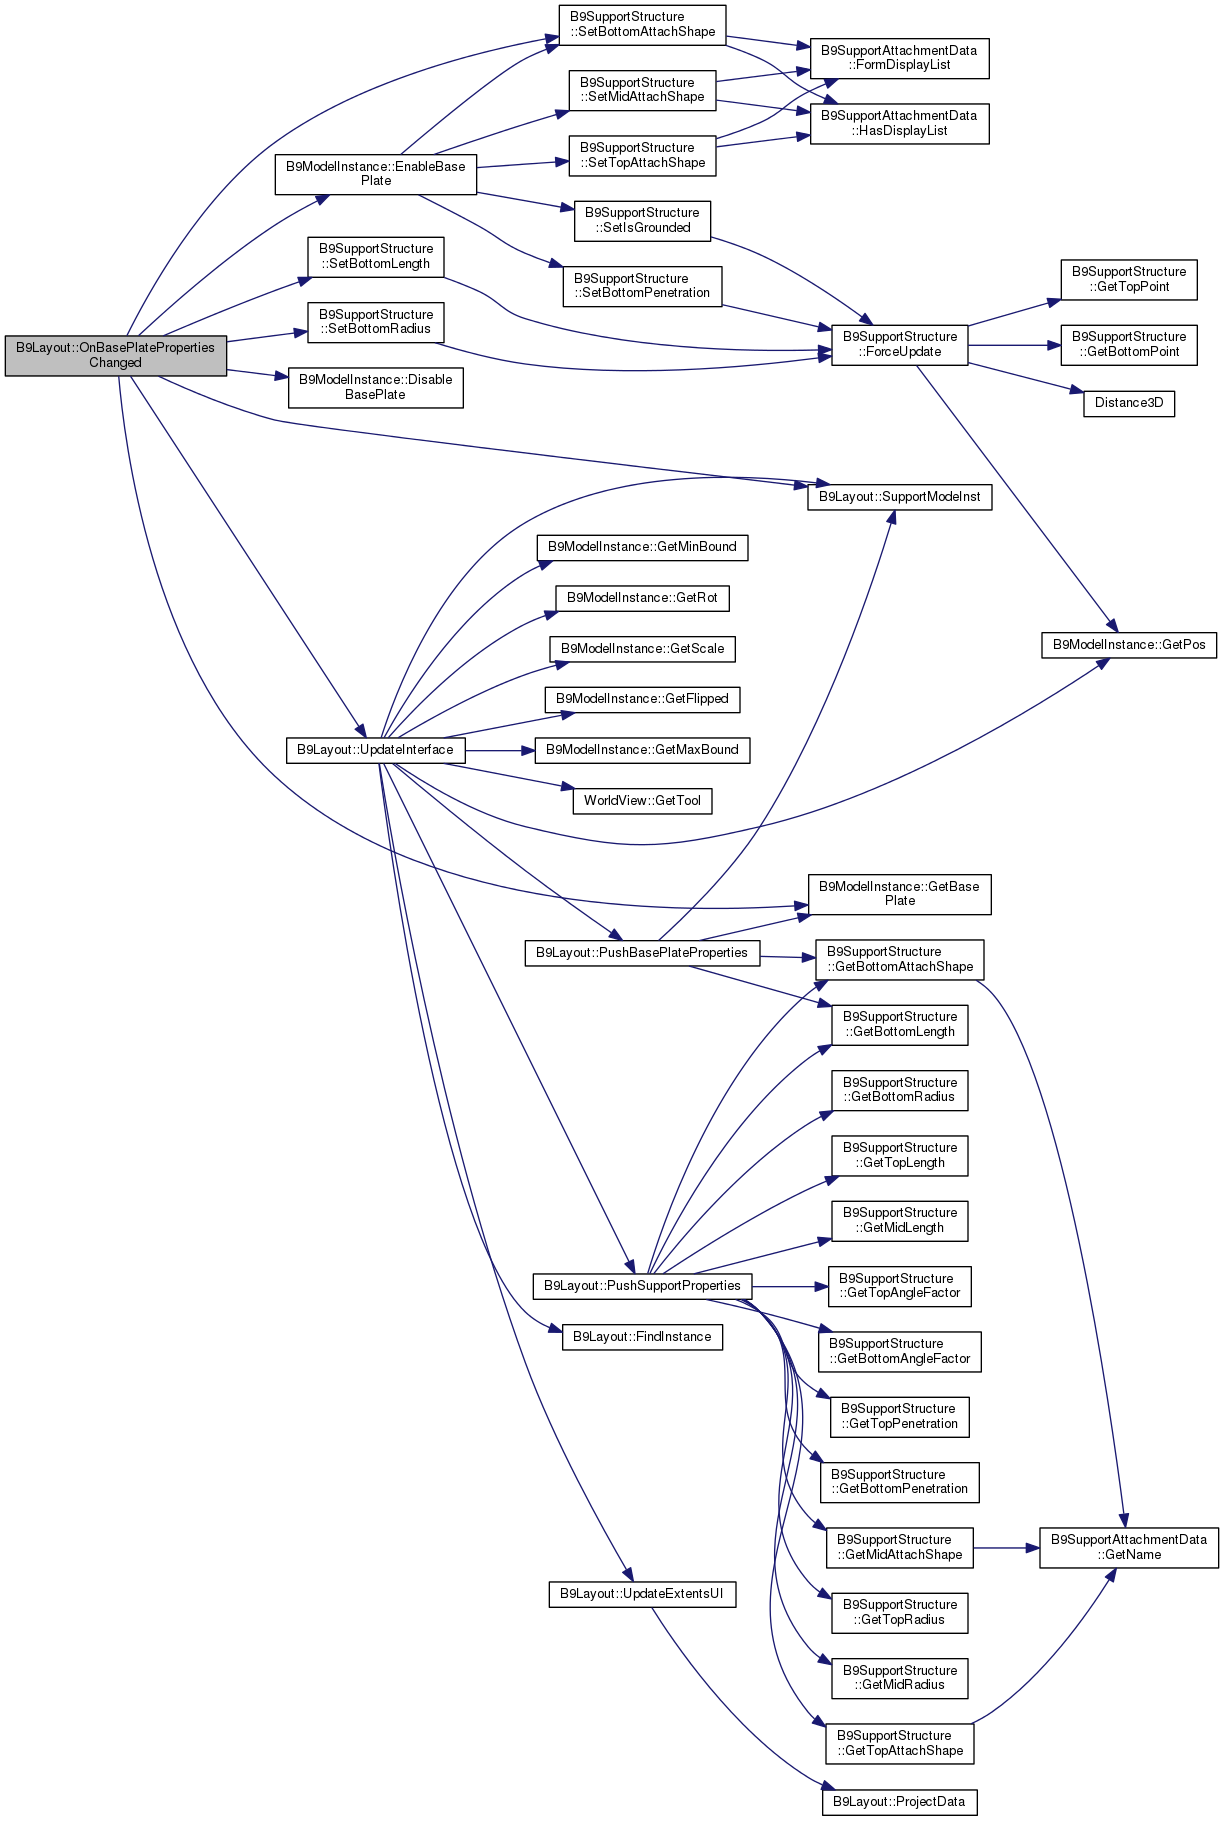 B9SupportStructure
::SetBottomAttachShape
B9SupportAttachmentData
::FormDisplayList
B9SupportStructure
::SetMidAttachShape
B9SupportAttachmentData
::HasDisplayList
B9SupportStructure
::SetTopAttachShape
B9ModelInstance::EnableBase
Plate
B9SupportStructure
::SetIsGrounded
B9SupportStructure
::SetBottomLength
B9SupportStructure
::SetBottomPenetration
B9SupportStructure
::GetTopPoint
B9SupportStructure
::SetBottomRadius
B9Layout::OnBasePlateProperties
Changed
B9SupportStructure
::ForceUpdate
B9SupportStructure
::GetBottomPoint
B9ModelInstance::Disable
BasePlate
Distance3D
B9Layout::SupportModeInst
B9ModelInstance::GetMinBound
B9ModelInstance::GetRot
B9ModelInstance::GetScale
B9ModelInstance::GetPos
B9ModelInstance::GetFlipped
B9Layout::UpdateInterface
B9ModelInstance::GetMaxBound
WorldView::GetTool
B9ModelInstance::GetBase
Plate
B9Layout::PushBasePlateProperties
B9SupportStructure
::GetBottomAttachShape
B9SupportStructure
::GetBottomLength
B9SupportStructure
::GetBottomRadius
B9SupportStructure
::GetTopLength
B9SupportStructure
::GetMidLength
B9Layout::PushSupportProperties
B9SupportStructure
::GetTopAngleFactor
B9Layout::FindInstance
B9SupportStructure
::GetBottomAngleFactor
B9SupportStructure
::GetTopPenetration
B9SupportStructure
::GetBottomPenetration
B9SupportStructure
::GetMidAttachShape
B9SupportAttachmentData
::GetName
B9Layout::UpdateExtentsUI
B9SupportStructure
::GetTopRadius
B9SupportStructure
::GetMidRadius
B9SupportStructure
::GetTopAttachShape
B9Layout::ProjectData